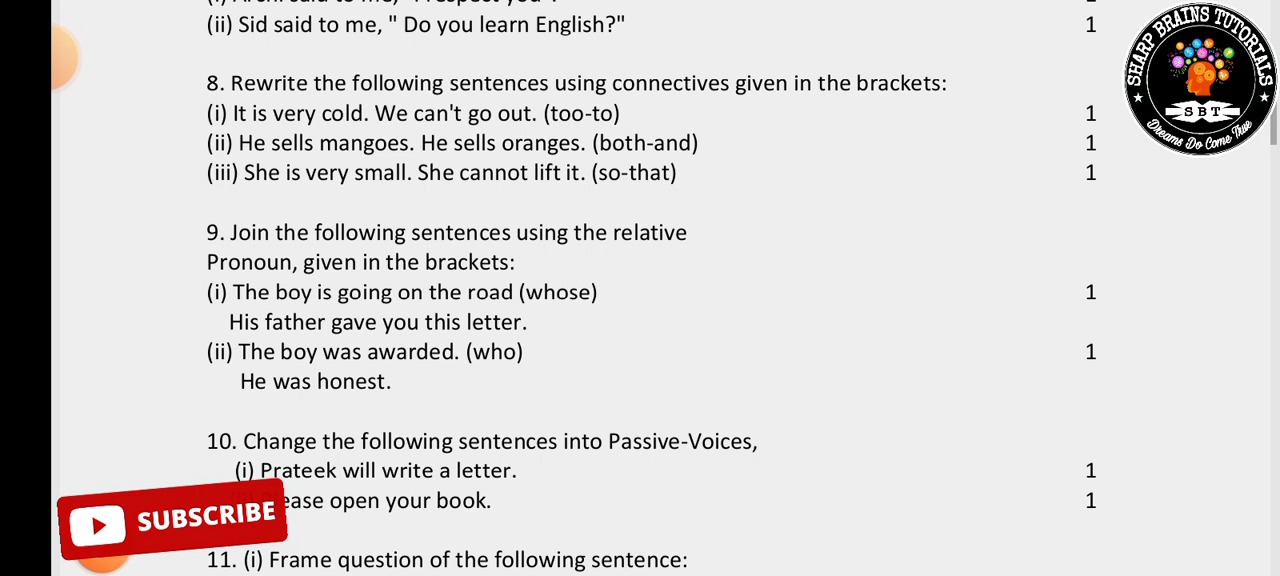 (ii) Sid said to me, " Do you learn English?" 1
8. Rewrite the following sentences using connectives given in the brackets:
(i) It is very cold. We can't go out. (too-to) 1
(ii) He sells mangoes. He sells oranges. (both-and) 1
(iii) She is very small. She cannot lift it. (so-that) 1
9. Join the following sentences using the relative
Pronoun, given in the brackets:
(i) The boy is going on the road (whose) 1
His father gave you this letter.
(ii) The boy was awarded. (who) 1
He was honest.
10. Change the following sentences into Passive-Voices,
(i) Prateek will write a letter. 1
open your book. 1
11. (i) Frame question of the following sentence:
SUBSCRIBE
SHARP BRAINS TUTORIALS
SBT
Dreams Do Come True